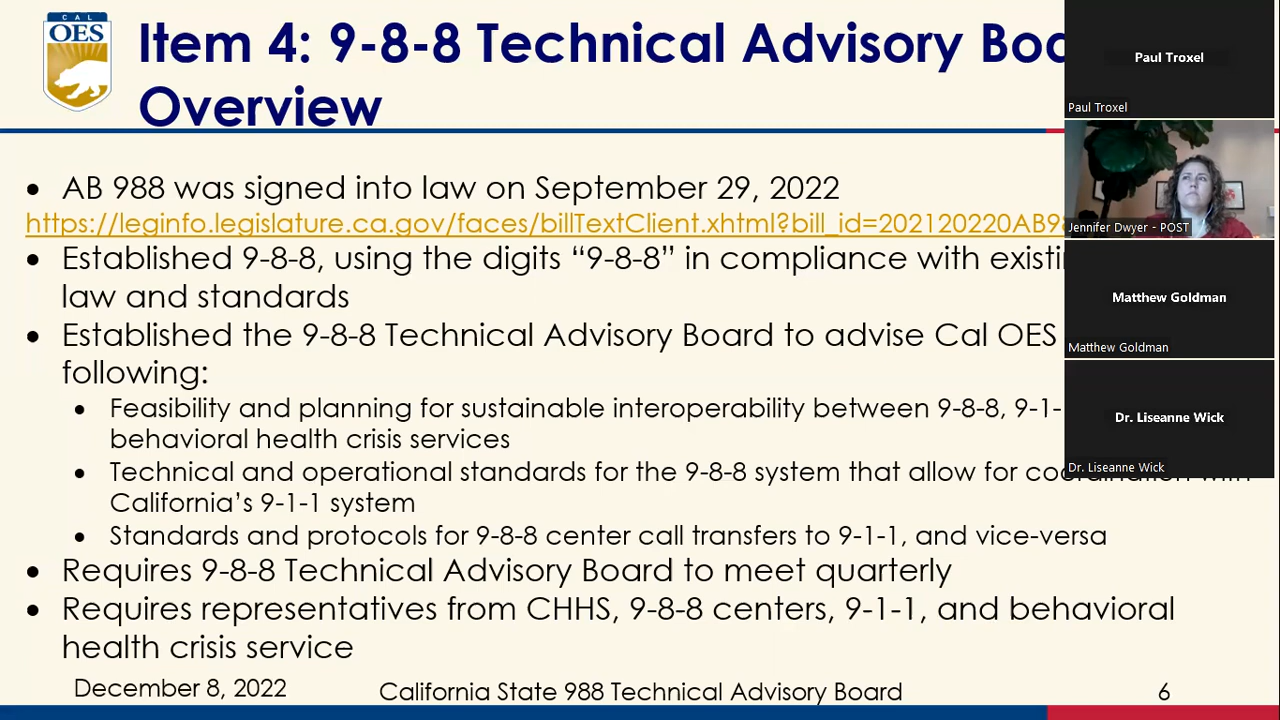 CAL
OES
Item 4: 9-8-8 Technical Advisory
Overview
AB 988 was signed into law on September 29, 2022
https://leginfo.legislature.ca.gov/faces/billTextClient.xhtml?bill_id=202120220AB9
Established 9-8-8, using the digits “9-8-8” in compliance with
law and standards
Established the 9-8-8 Technical Advisory Board to advise Cal OES
following:
Feasibility and planning for sustainable interoperability between 9-8-8, 9-1-
behavioral health crisis services
Technical and operational standards for the 9-8-8 system that allow for
California’s 9-1-1 system
Standards and protocols for 9-8-8 center call transfers to 9-1-1, and vice-versa
Requires 9-8-8 Technical Advisory Board to meet quarterly
Requires representatives from CHHS, 9-8-8 centers, 9-1-1, and behavioral
health crisis service
December 8, 2022
California State 988 Technical Advisory Board
6
Paul Troxel
Paul Troxel
Jennifer Dwyer - POST
Matthew Goldman
Matthew Goldman
Dr. Liseanne Wick
Dr. Liseanne Wick